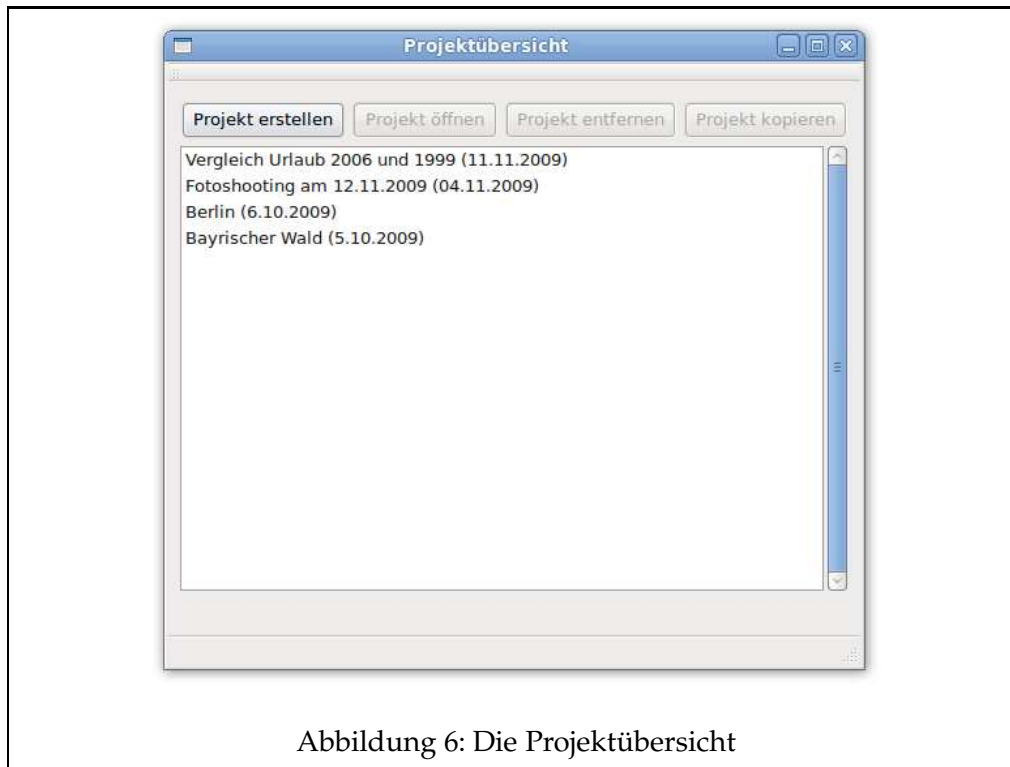 Projektübersicht
Projekt erstellen Projekt öffnen Projekt entfernen Projekt kopieren
Vergleich Urlaub 2006 und 1999 (11.11.2009)
Fotoshooting am 12.11.2009 (04.11.2009)
Berlin (6.10.2009)
Bayrischer Wald (5.10.2009)
Abbildung 6: Die Projektübersicht